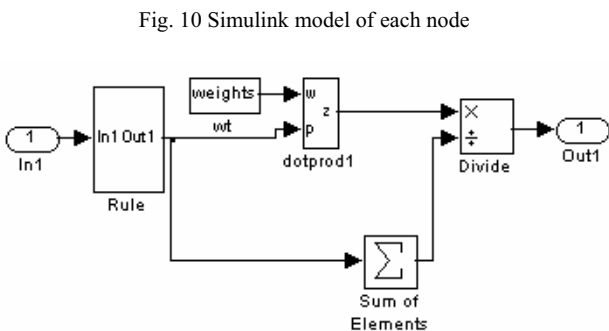 Fig. 10 Simulink model of each node
weights
w
z
p
wt
dotprod1
1
In1
In1 Out1
Rule
×
÷
Divide
1
Out1
Σ
Sum of
Elements